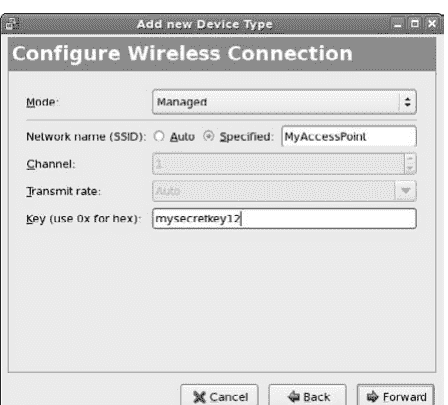 Add new Device Type
Configure Wireless Connection
Mode: Managed
Network name (SSID): Auto Specified: MyAccessPoint
Channel: 1
Transmit rate: Auto
Key (use 0x for hex): mysecretkey12
Cancel Back Forward